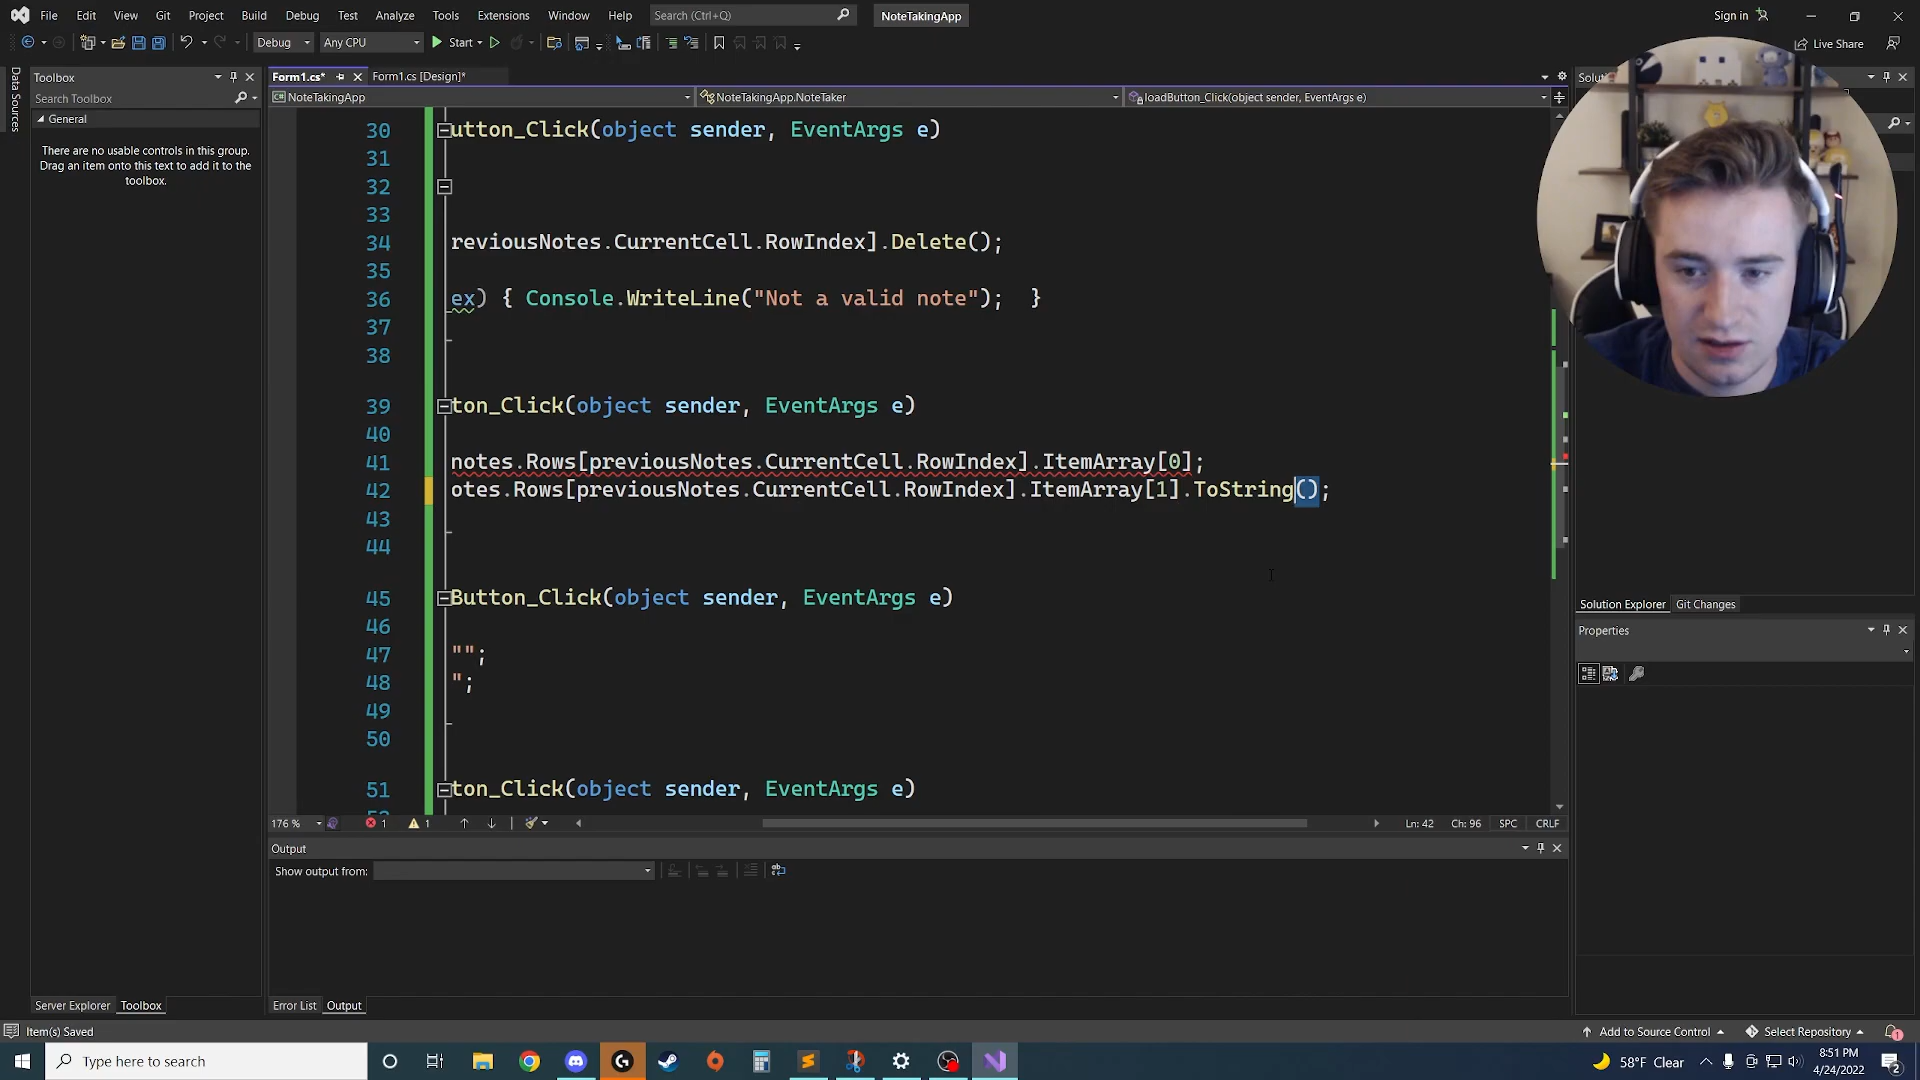 File Edit View Git Project Build Debug Test Analyze Tools Extensions Window Help Search (Ctrl+Q) NoteTakingApp Sign in
Debug Any CPU Start Live Share
Data Sources
Toolbox
Search Toolbox
General
There are no usable controls in this group.
Drag an item onto this text to add it to the
toolbox.
Form1.cs* Form1.cs [Design]*
NoteTakingApp NoteTakingApp.NoteTaker loadButton_Click(object sender, EventArgs e)
30 utton_Click(object sender, EventArgs e)
31
32
33
34 reviousNotes.CurrentCell.RowIndex].Delete();
35
36 ex) { Console.WriteLine("Not a valid note"); }
37
38
39 ton_Click(object sender, EventArgs e)
40
41 notes.Rows[previousNotes.CurrentCell.RowIndex].ItemArray[0];
42 otes.Rows[previousNotes.CurrentCell.RowIndex].ItemArray[1].ToString();
43
44
45 Button_Click(object sender, EventArgs e)
46
47 "";
48 ";
49
50
51 ton_Click(object sender, EventArgs e)
176 % 1 1 Ln: 42 Ch: 96 SPC CRLF
Output
Show output from:
Solution Explorer Git Changes
Properties
Server Explorer Toolbox
Error List Output
Item(s) Saved Add to Source Control Select Repository 1
Type here to search 58°F Clear 8:51 PM
4/24/2022 2